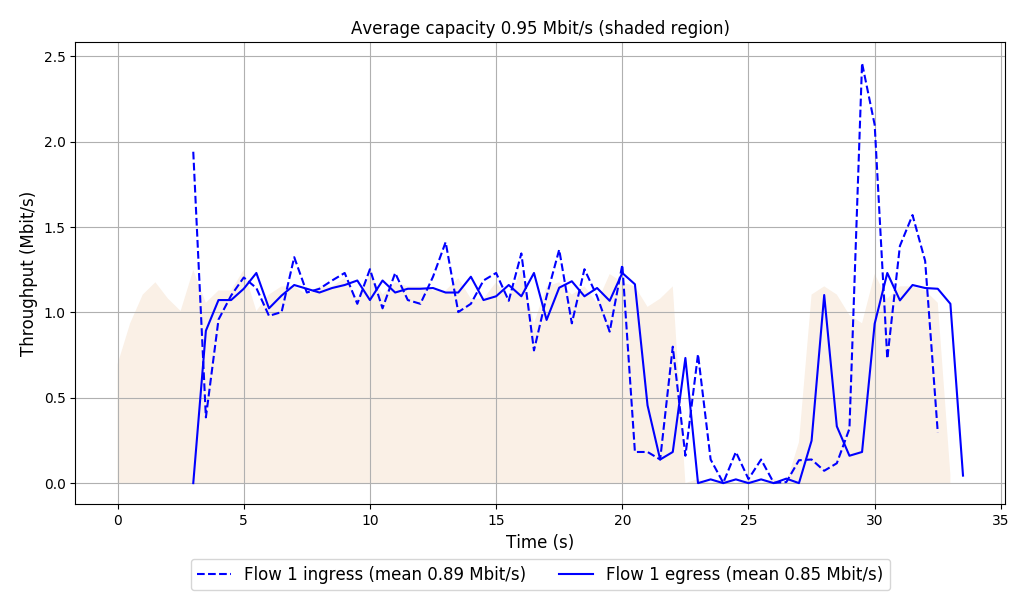 Average capacity 0.95 Mbit/s (shaded region)
2.5
2.0
1.5
1.0
0.5
0.0
Throughput (Mbit/s)
0 5 10 15 20 25 30 35
Time (s)
Flow 1 ingress (mean 0.89 Mbit/s) Flow 1 egress (mean 0.85 Mbit/s)